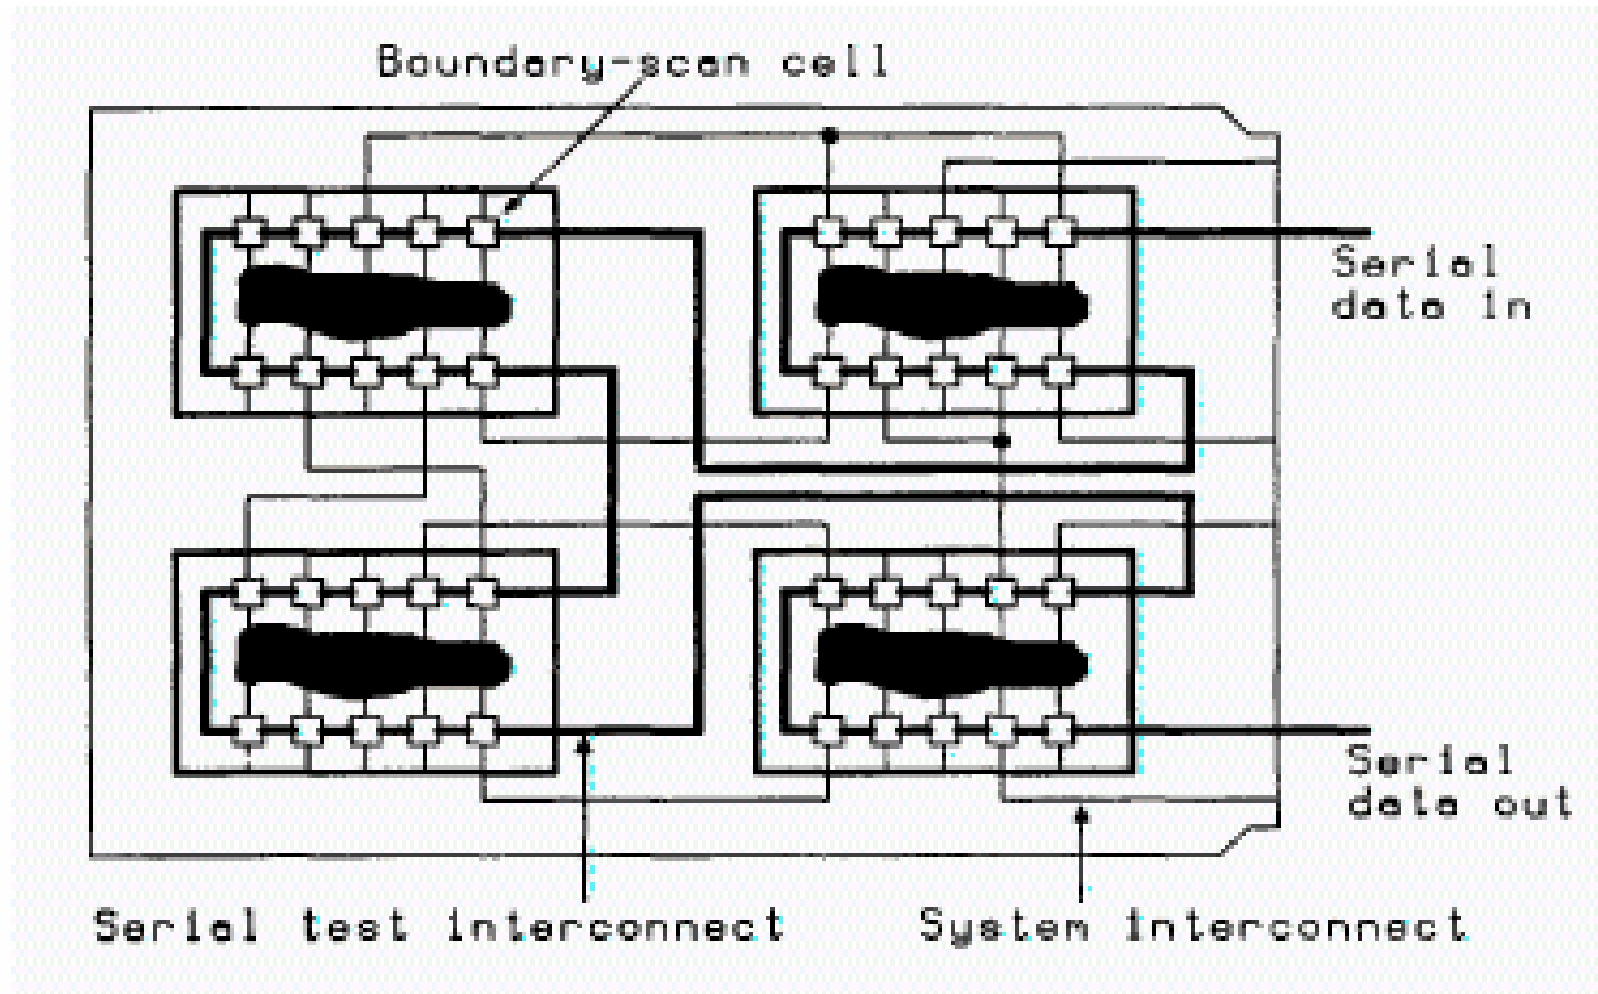 Boundary-scan cell
Serial
data in
Serial
data out
Serial test interconnect
System interconnect